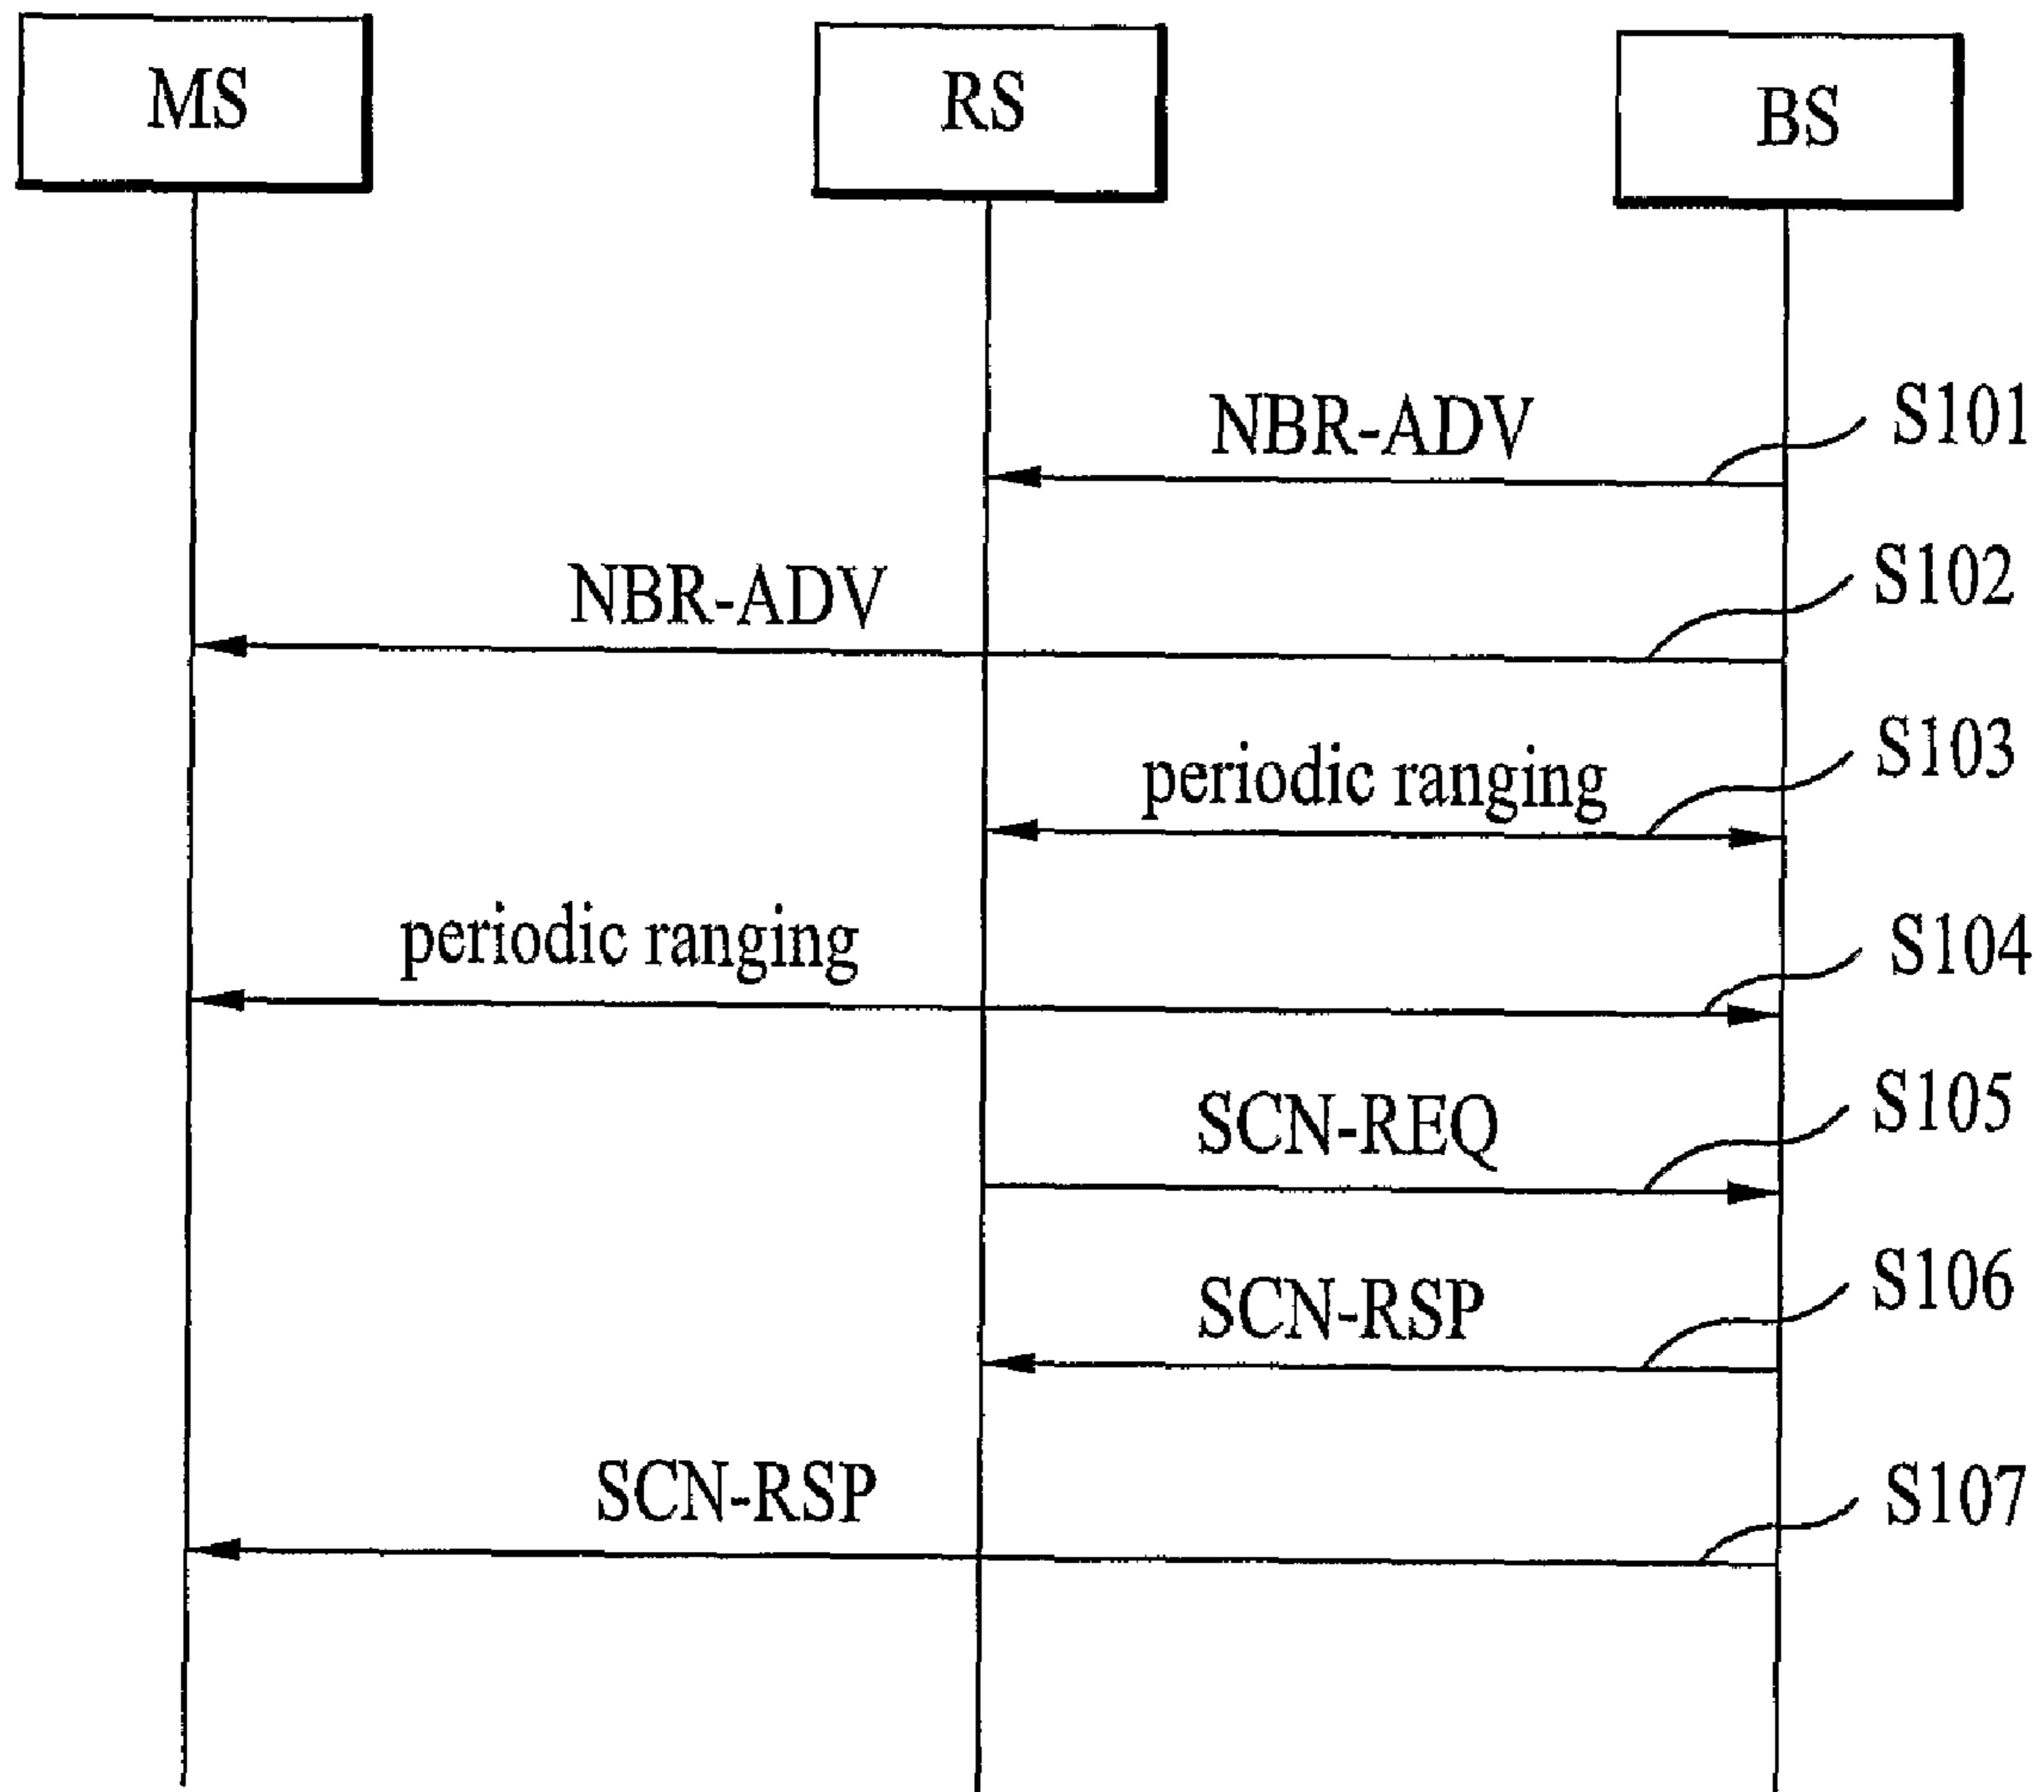 MS
RS
BS
NBR-ADV
S101
NBR-ADV
S102
periodic ranging
S103
periodic ranging
S104
SCN-REQ
S105
SCN-RSP
S106
SCN-RSP
S107